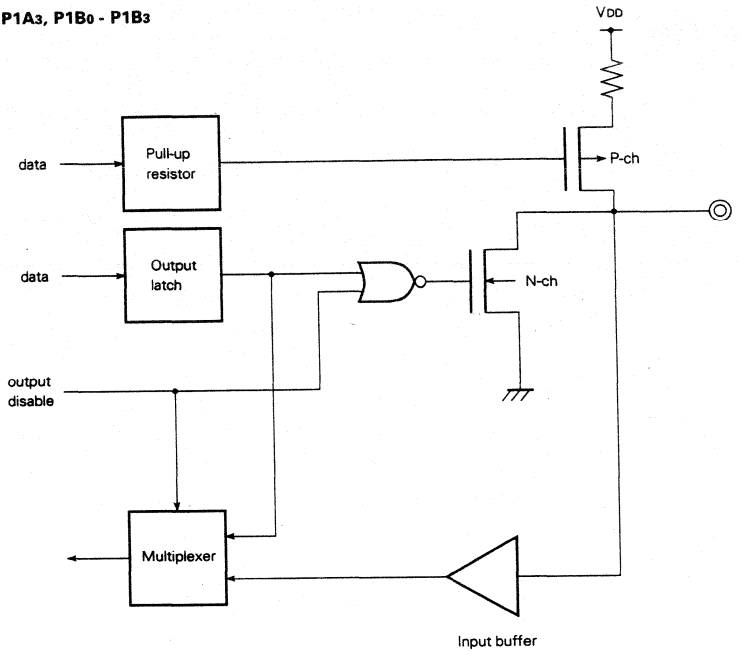 P1A3, P1B0 - P1B3
VDD
data
Pull-up
resistor
P-ch
data
Output
latch
N-ch
output
disable
Multiplexer
Input buffer